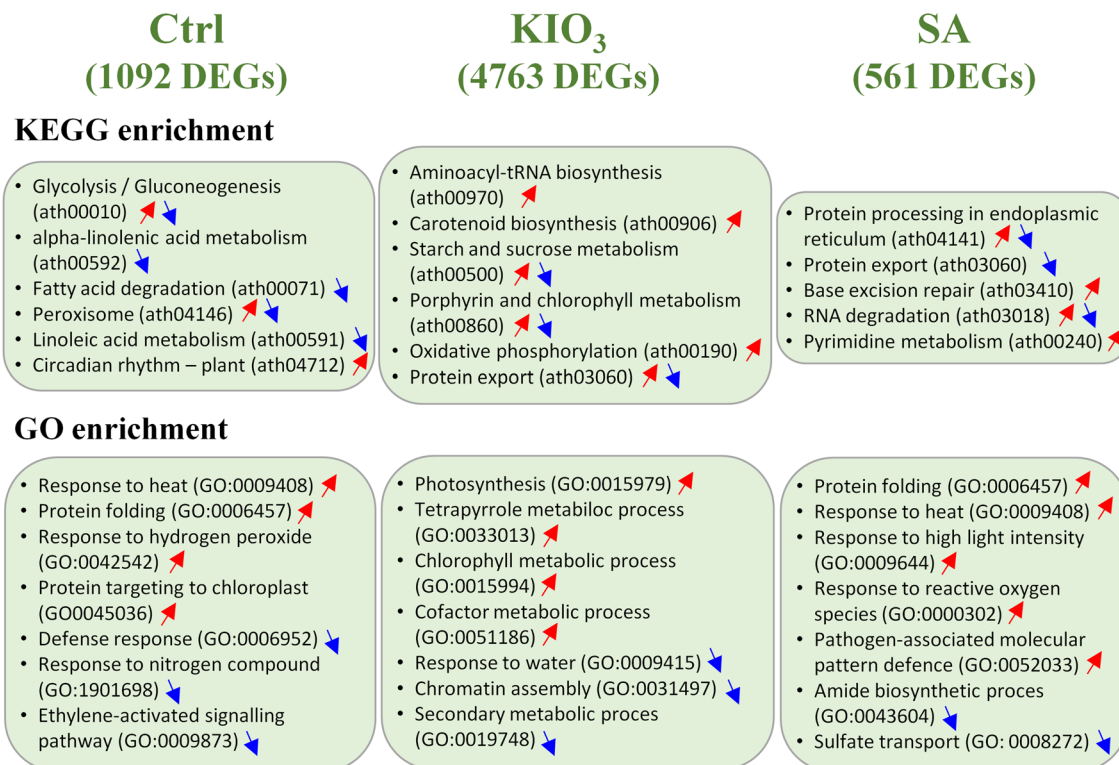 Ctrl
(1092 DEGs)
KIO₃
(4763 DEGs)
SA
(561 DEGs)
KEGG enrichment
• Glycolysis / Gluconeogenesis
(ath00010)
• alpha-linolenic acid metabolism
(ath00592)
• Fatty acid degradation (ath00071)
• Peroxisome (ath04146)
• Linoleic acid metabolism (ath00591)
• Circadian rhythm – plant (ath04712)
• Aminoacyl-tRNA biosynthesis
(ath00970)
• Carotenoid biosynthesis (ath00906)
• Starch and sucrose metabolism
(ath00500)
• Porphyrin and chlorophyll metabolism
(ath00860)
• Oxidative phosphorylation (ath00190)
• Protein export (ath03060)
• Protein processing in endoplasmic
reticulum (ath04141)
• Protein export (ath03060)
• Base excision repair (ath03410)
• RNA degradation (ath03018)
• Pyrimidine metabolism (ath00240)
GO enrichment
• Response to heat (GO:0009408)
• Protein folding (GO:0006457)
• Response to hydrogen peroxide
(GO:0042542)
• Protein targeting to chloroplast
(GO0045036)
• Defense response (GO:0006952)
• Response to nitrogen compound
(GO:1901698)
• Ethylene-activated signalling
pathway (GO:0009873)
• Photosynthesis (GO:0015979)
• Tetrapyrrole metabiloc process
(GO:0033013)
• Chlorophyll metabolic process
(GO:0015994)
• Cofactor metabolic process
(GO:0051186)
• Response to water (GO:0009415)
• Chromatin assembly (GO:0031497)
• Secondary metabolic proces
(GO:0019748)
• Protein folding (GO:0006457)
• Response to heat (GO:0009408)
• Response to high light intensity
(GO:0009644)
• Response to reactive oxygen
species (GO:0000302)
• Pathogen-associated molecular
pattern defence (GO:0052033)
• Amide biosynthetic proces
(GO:0043604)
• Sulfate transport (GO: 0008272)